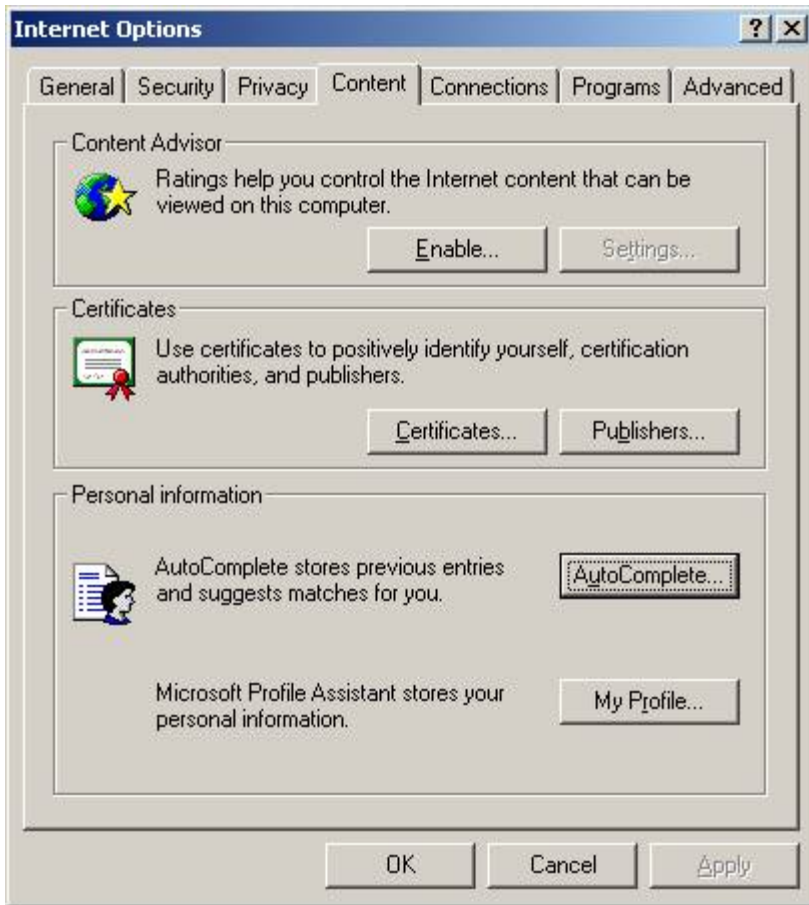 Internet Options
?
General Security Privacy Content Connections Programs Advanced
Content Advisor
Ratings help you control the Internet content that can be
viewed on this computer.
Enable... Settings...
Certificates
Use certificates to positively identify yourself, certification
authorities, and publishers.
Certificates... Publishers...
Personal information
AutoComplete stores previous entries
and suggests matches for you.
AutoComplete...
Microsoft Profile Assistant stores your
personal information.
My Profile...
OK Cancel Apply